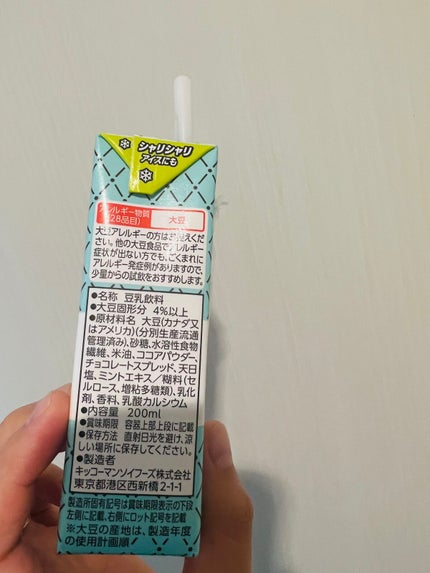 シャリシャリ
アイスにも
アレルギー物質 大豆
(28品目)
大豆アレルギーの方はお控えくだ
さい。他の大豆食品でアレルギー
症状が出ない方でも、ごくまれに
アレルギー発症例がありますので、
少量からの試飲をおすすめします。
●名称 豆乳飲料
●大豆固形分 4%以上
●原材料名 大豆(カナダ又
はアメリカ)(分別生産流通
管理済み)、砂糖、水溶性食物
繊維、米油、ココアパウダー、
チョコレートスプレッド、天日
塩、ミントエキス/糊料(セ
ルロース、増粘多糖類)、乳化
剤、香料、乳酸カルシウム
●内容量 200ml
●賞味期限 容器上部上段に記載
●保存方法 直射日光を避け、涼
しい場所に保存してください。
●製造者
キッコーマンソイフーズ株式会社
東京都港区西新橋2-1-1
製造所固有記号は賞味期限表示の下段
左側に記載、右側にロット記号を記載
※大豆の産地は、製造年度
の使用計画順